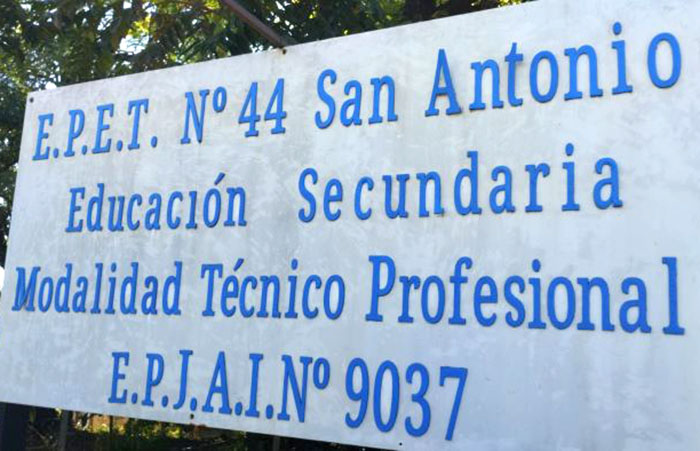 E.P.E.T. Nº 44 San Antonio
Educación Secundaria
Modalidad Técnico Profesional
E.P.J.A.I.Nº 9037